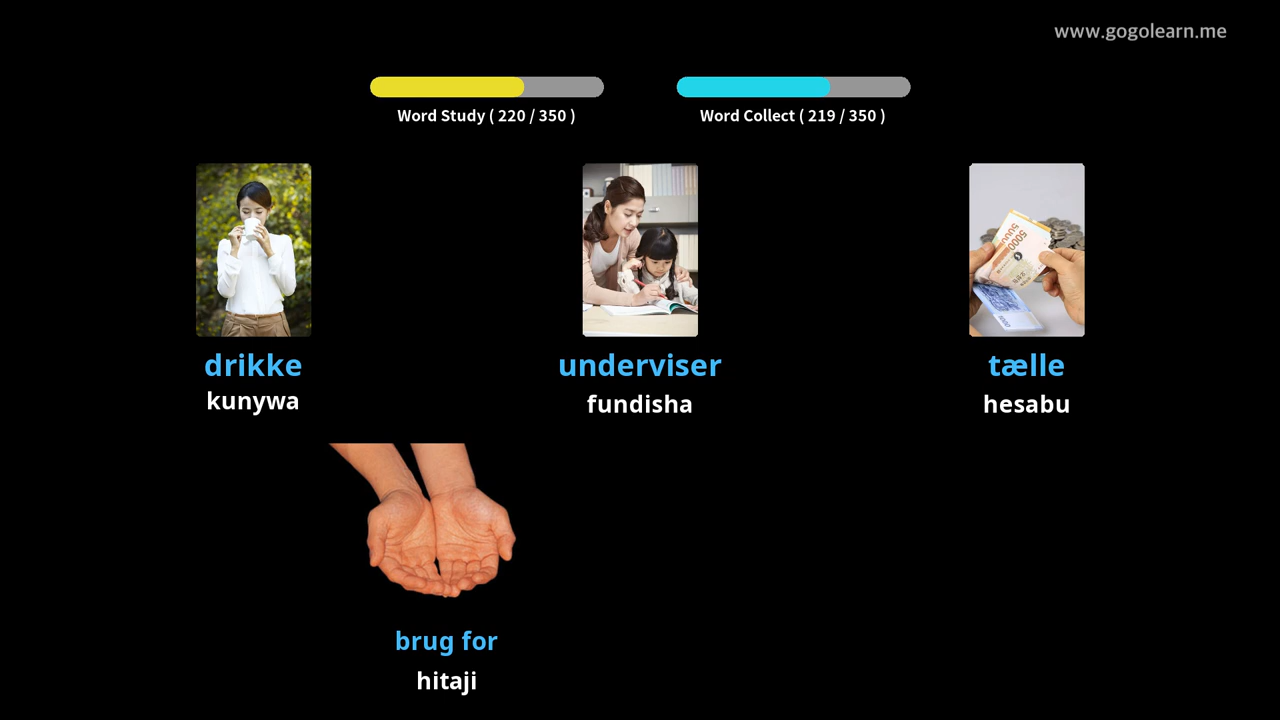 www.gogolearn.me
Word Study ( 220 / 350 )
Word Collect ( 219 / 350 )
drikke
kunywa
underviser
fundisha
tælle
hesabu
brug for
hitaji